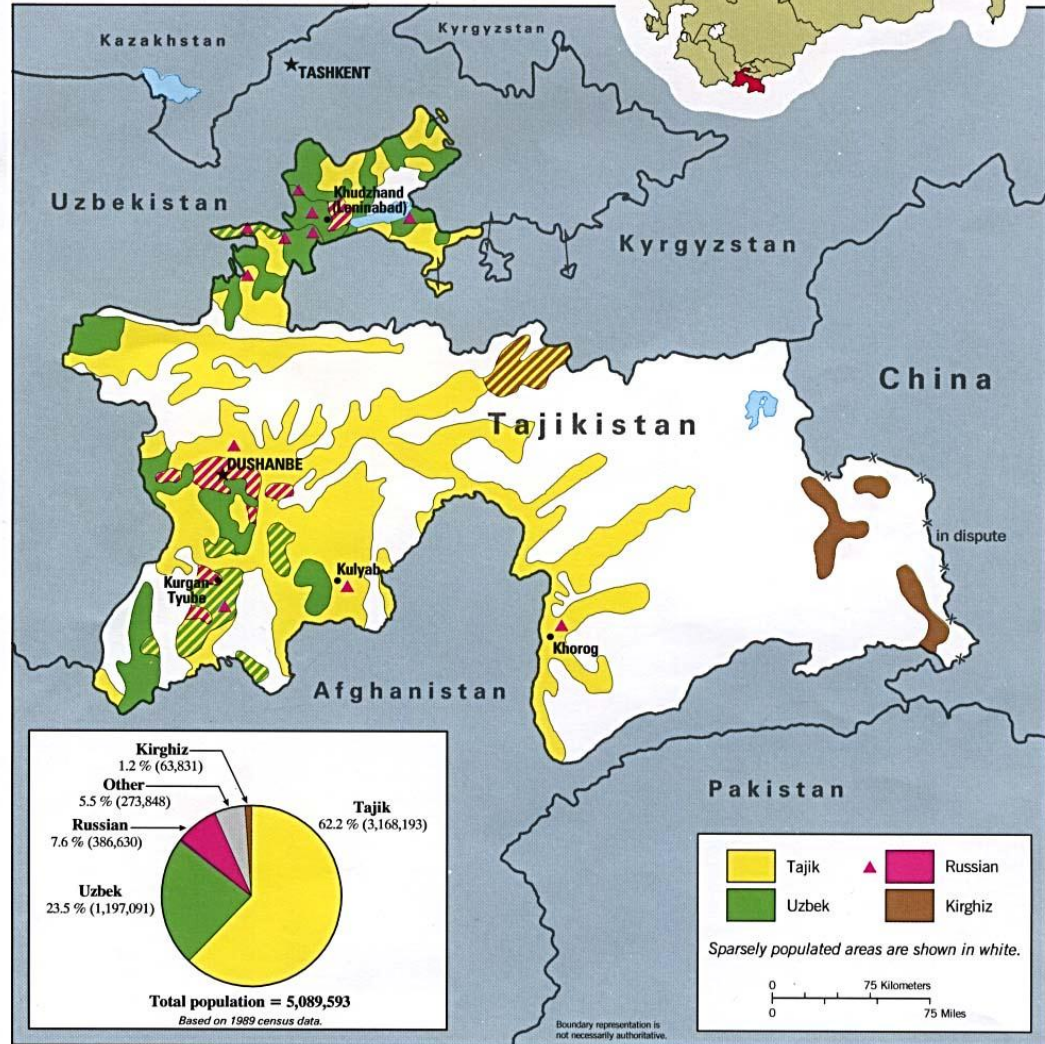 Kazakhstan
Kyrgyzstan
TASHKENT
Uzbekistan
Khudzhand
(Leninabad)
Kyrgyzstan
China
Tajikistan
DUSHANBE
in dispute
Kurgan-
Tyube
Kulyab
Khorog
Afghanistan
Pakistan
Kirghiz
1.2 % (63,831)
Other
5.5 % (273,848)
Russian
7.6 % (386,630)
Tajik
62.2 % (3,168,193)
Uzbek
23.5 % (1,197,091)
Total population = 5,089,593
Based on 1989 census data.
Tajik
Russian
Uzbek
Kirghiz
Sparsely populated areas are shown in white.
0 75 Kilometers
0 75 Miles
Boundary representation is
not necessarily authoritative.